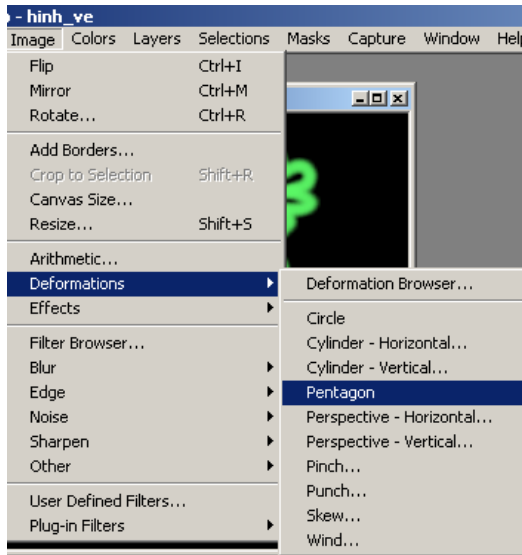 - hinh_ve
Image Colors Layers Selections Masks Capture Window Help
Flip Ctrl+I
Mirror Ctrl+M
Rotate... Ctrl+R
Add Borders...
Crop to Selection Shift+R
Canvas Size...
Resize... Shift+S
Arithmetic...
Deformations
Effects
Filter Browser...
Blur
Edge
Noise
Sharpen
Other
User Defined Filters...
Plug-in Filters
Deformation Browser...
Circle
Cylinder - Horizontal...
Cylinder - Vertical...
Pentagon
Perspective - Horizontal...
Perspective - Vertical...
Pinch...
Punch...
Skew...
Wind...